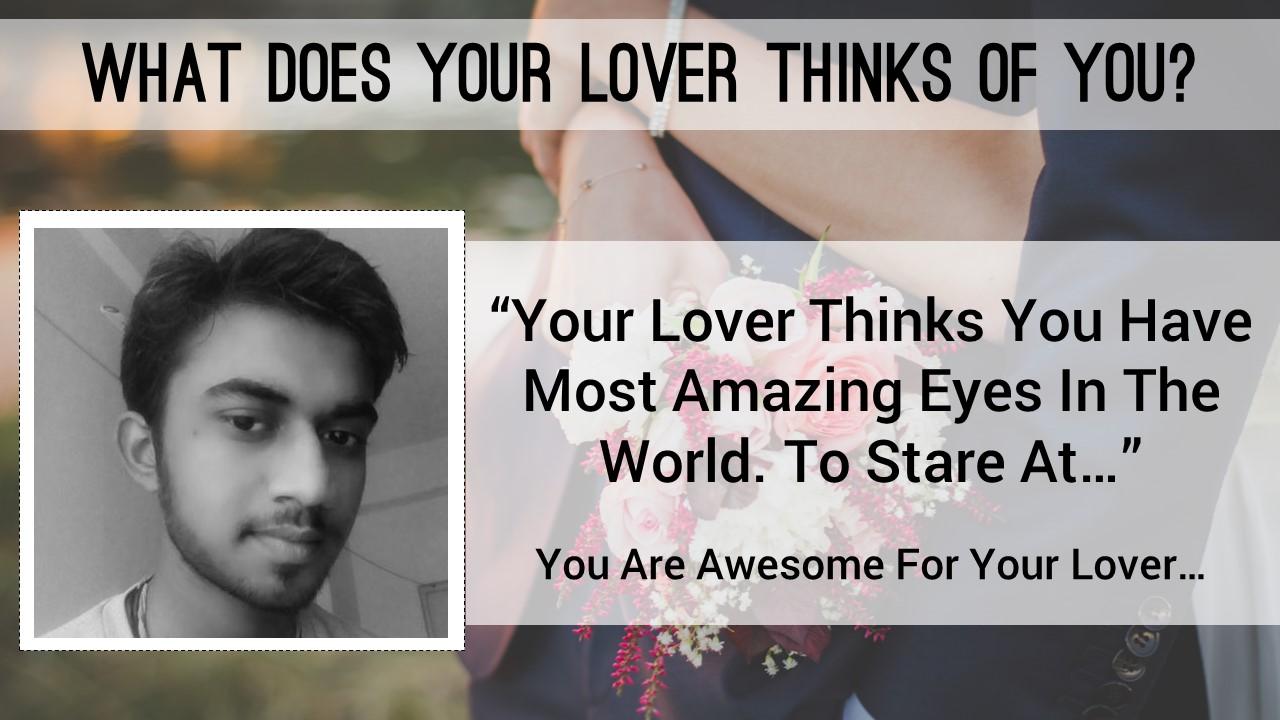 WHAT DOES YOUR LOVER THINKS OF YOU?
“Your Lover Thinks You Have
Most Amazing Eyes In The
World. To Stare At...”
You Are Awesome For Your Lover...